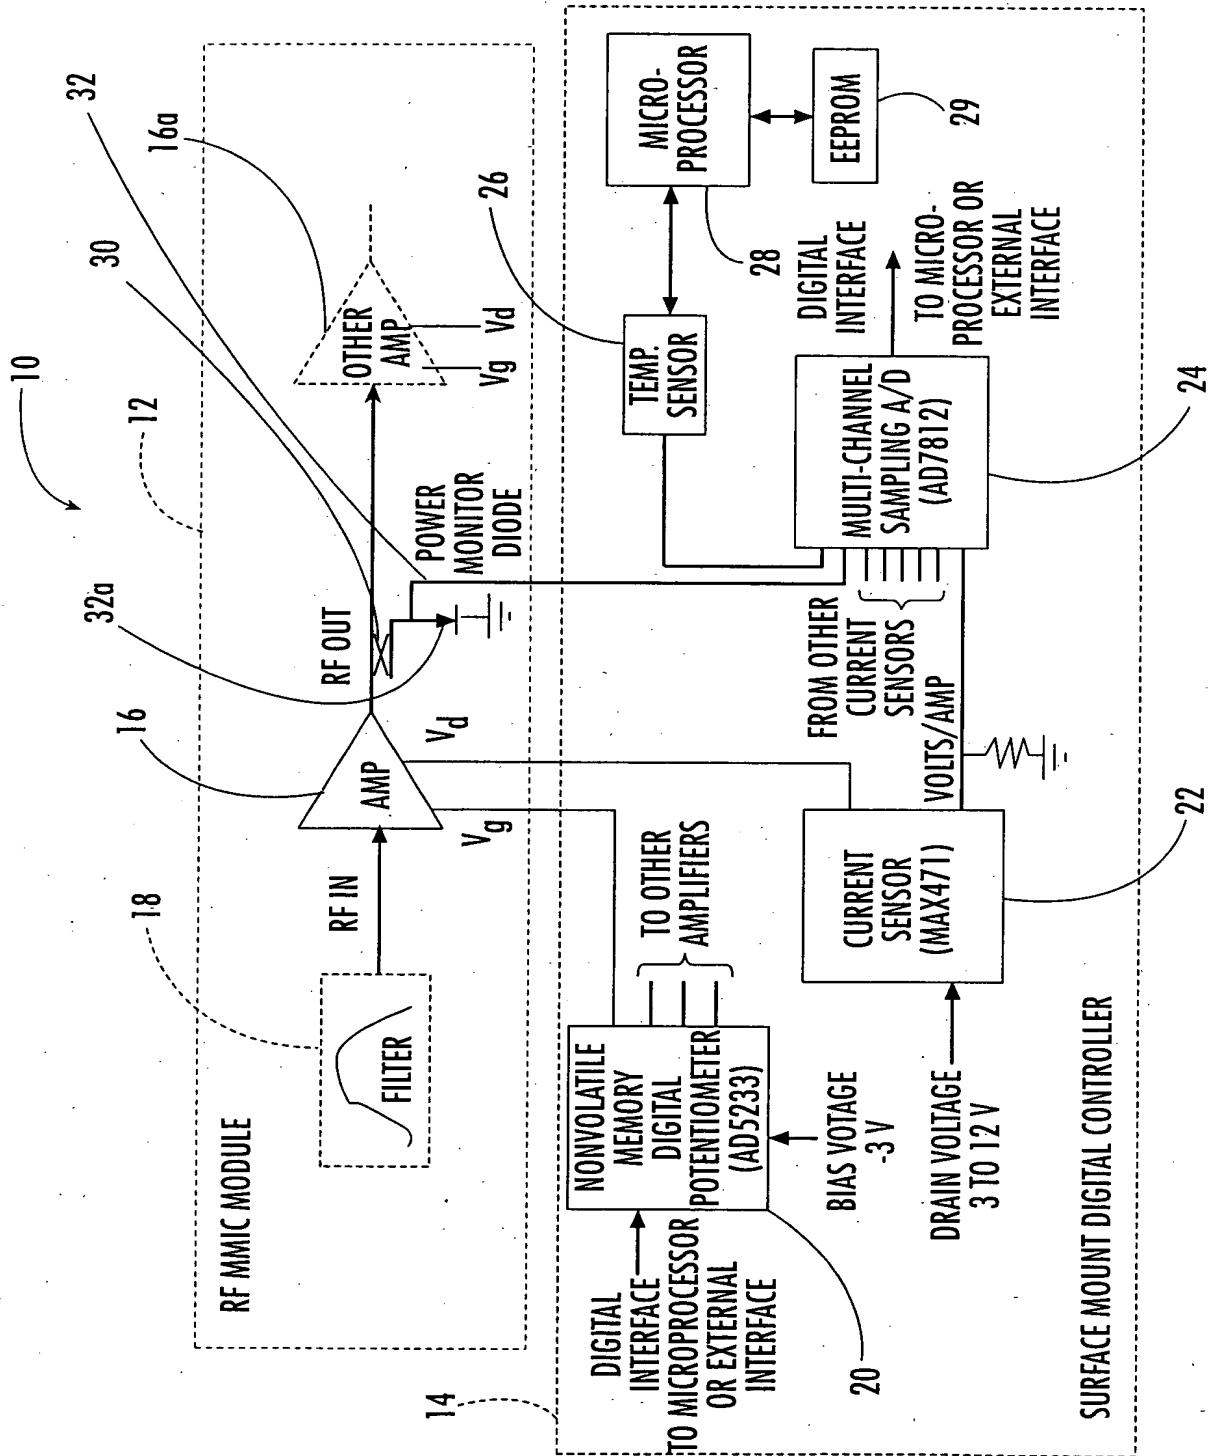 10
12
32
30
16a
32a
16
18
RF MMIC MODULE
FILTER
RF IN
AMP
Vg
Vd
RF OUT
POWER
MONITOR
DIODE
OTHER
AMP
Vg
Vd
14
DIGITAL
INTERFACE
TO MICROPROCESSOR
OR EXTERNAL
INTERFACE
NONVOLATILE
MEMORY
DIGITAL
POTENTIOMETER
(AD5233)
20
BIAS VOTAGE
-3 V
TO OTHER
AMPLIFIERS
DRAIN VOLTAGE
3 TO 12 V
CURRENT
SENSOR
(MAX471)
22
VOLTS/AMP
FROM OTHER
CURRENT
SENSORS
MULTI-CHANNEL
SAMPLING A/D
(AD7812)
24
TEMP.
SENSOR
26
MICRO-
PROCESSOR
28
EEPROM
29
DIGITAL
INTERFACE
TO MICRO-
PROCESSOR OR
EXTERNAL
INTERFACE
SURFACE MOUNT DIGITAL CONTROLLER